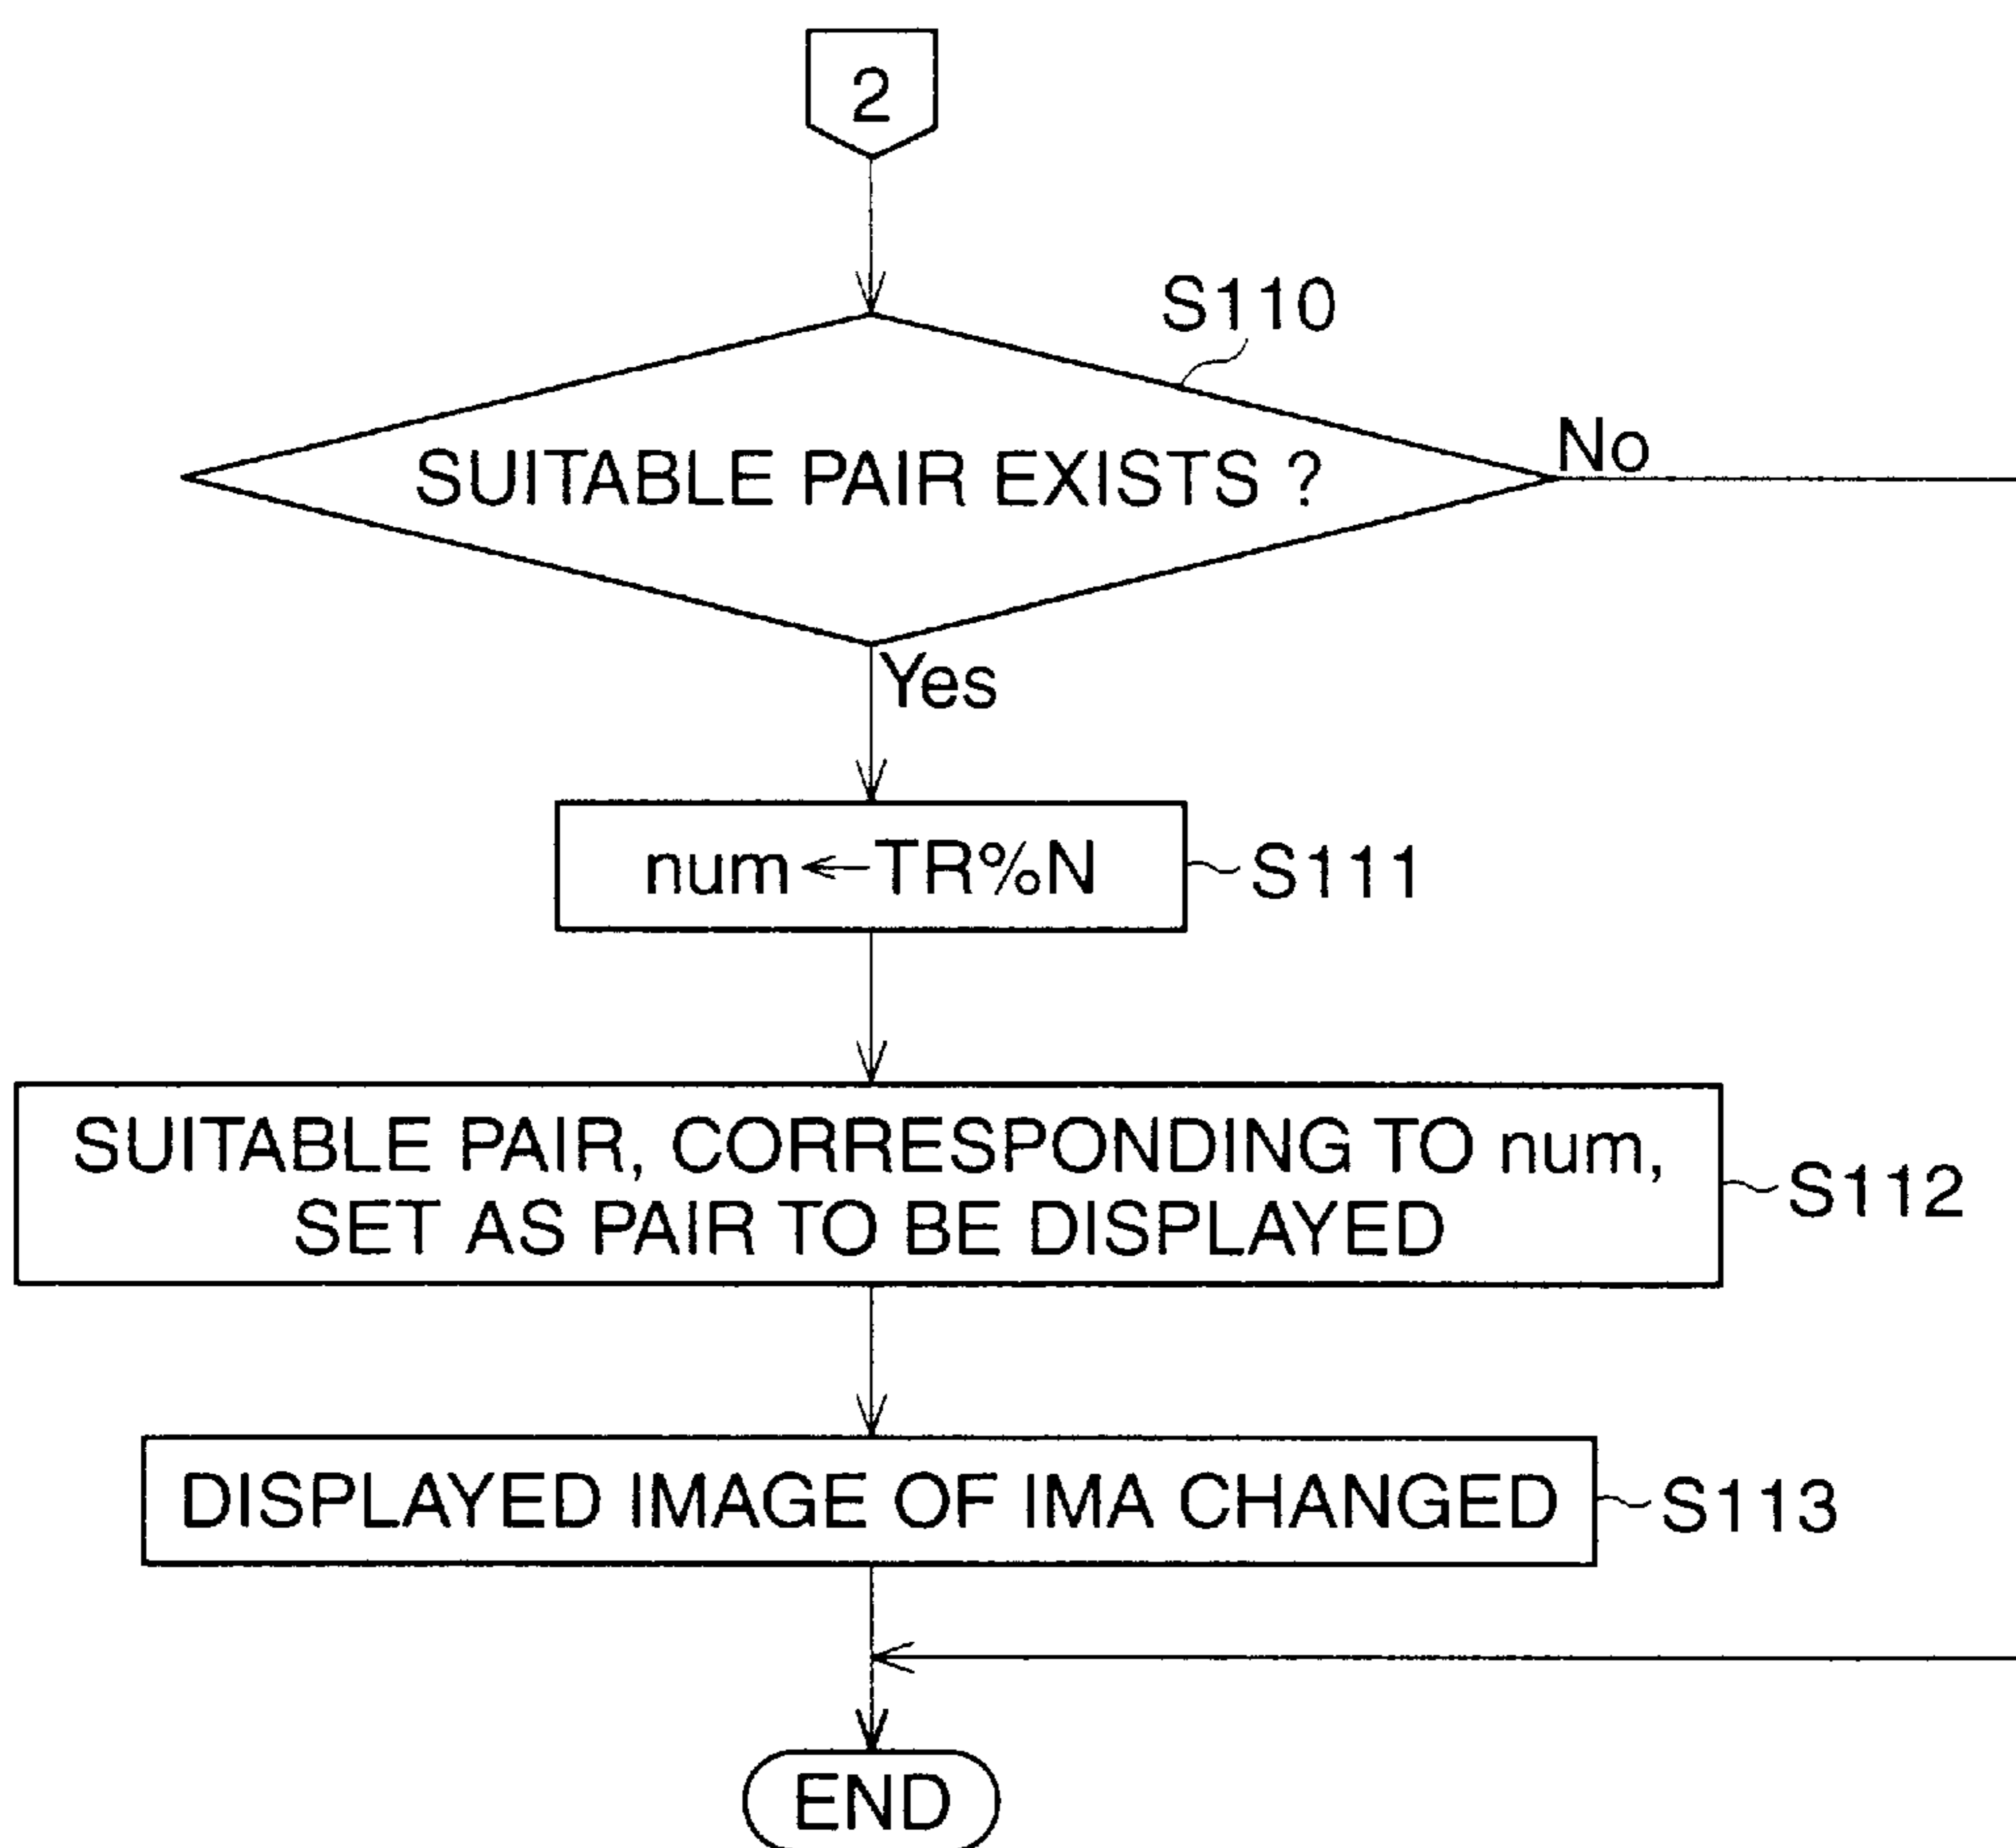 2
S110
SUITABLE PAIR EXISTS ?
No
Yes
num←TR%N
S111
SUITABLE PAIR, CORRESPONDING TO num,
SET AS PAIR TO BE DISPLAYED
S112
DISPLAYED IMAGE OF IMA CHANGED
S113
END